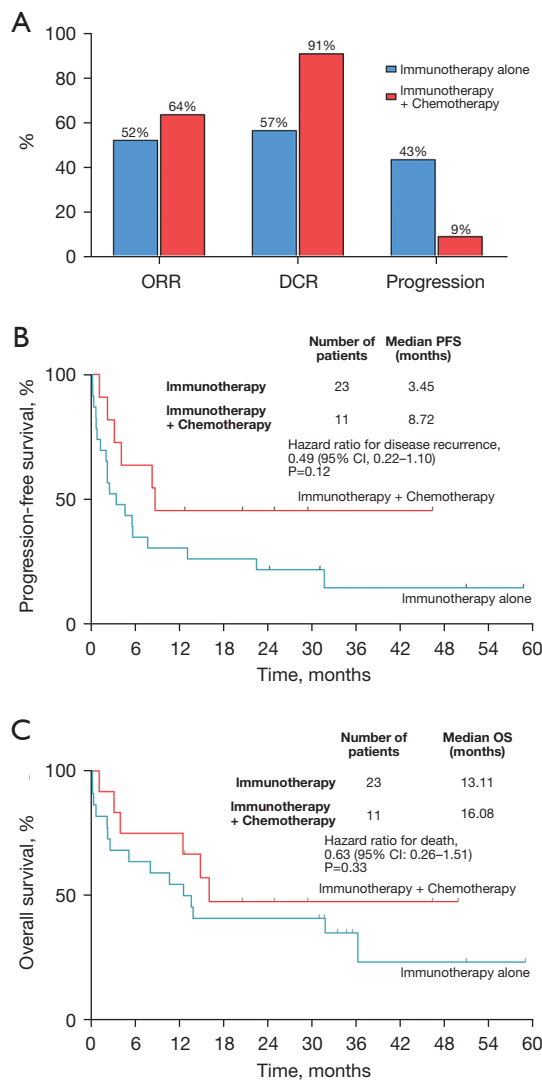 A
100
80
60
40
20
0
%
52%
64%
57%
91%
43%
9%
Immunotherapy alone
Immunotherapy
+ Chemotherapy
ORR
DCR
Progression
B
Number of
patients
Median PFS
(months)
Immunotherapy
23
3.45
Immunotherapy
+ Chemotherapy
11
8.72
Hazard ratio for disease recurrence,
0.49 (95% CI, 0.22–1.10)
P=0.12
Immunotherapy + Chemotherapy
Immunotherapy alone
Progression-free survival, %
100
50
0
0 6 12 18 24 30 36 42 48 54 60
Time, months
C
Number of
patients
Median OS
(months)
Immunotherapy
23
13.11
Immunotherapy
+ Chemotherapy
11
16.08
Hazard ratio for death,
0.63 (95% CI: 0.26–1.51)
P=0.33
Immunotherapy + Chemotherapy
Immunotherapy alone
Overall survival, %
100
50
0
0 6 12 18 24 30 36 42 48 54 60
Time, months